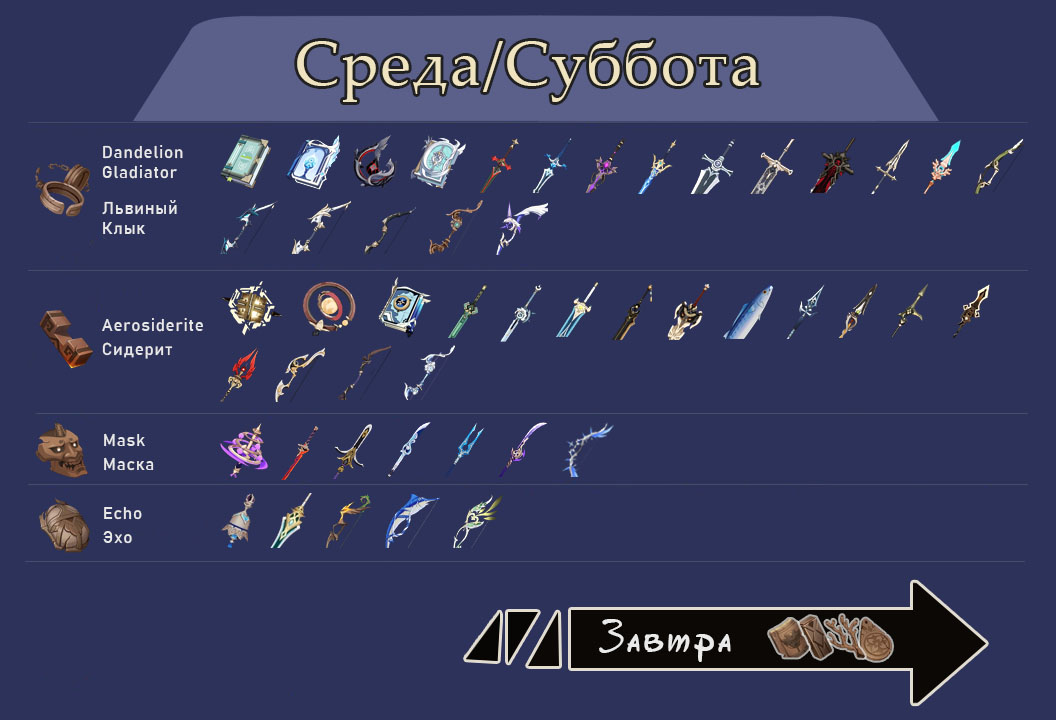 Среда/Суббота
Dandelion
Gladiator
Львиный
Клык
Aerosiderite
Сидерит
Mask
Маска
Echo
Эхо
Завтра